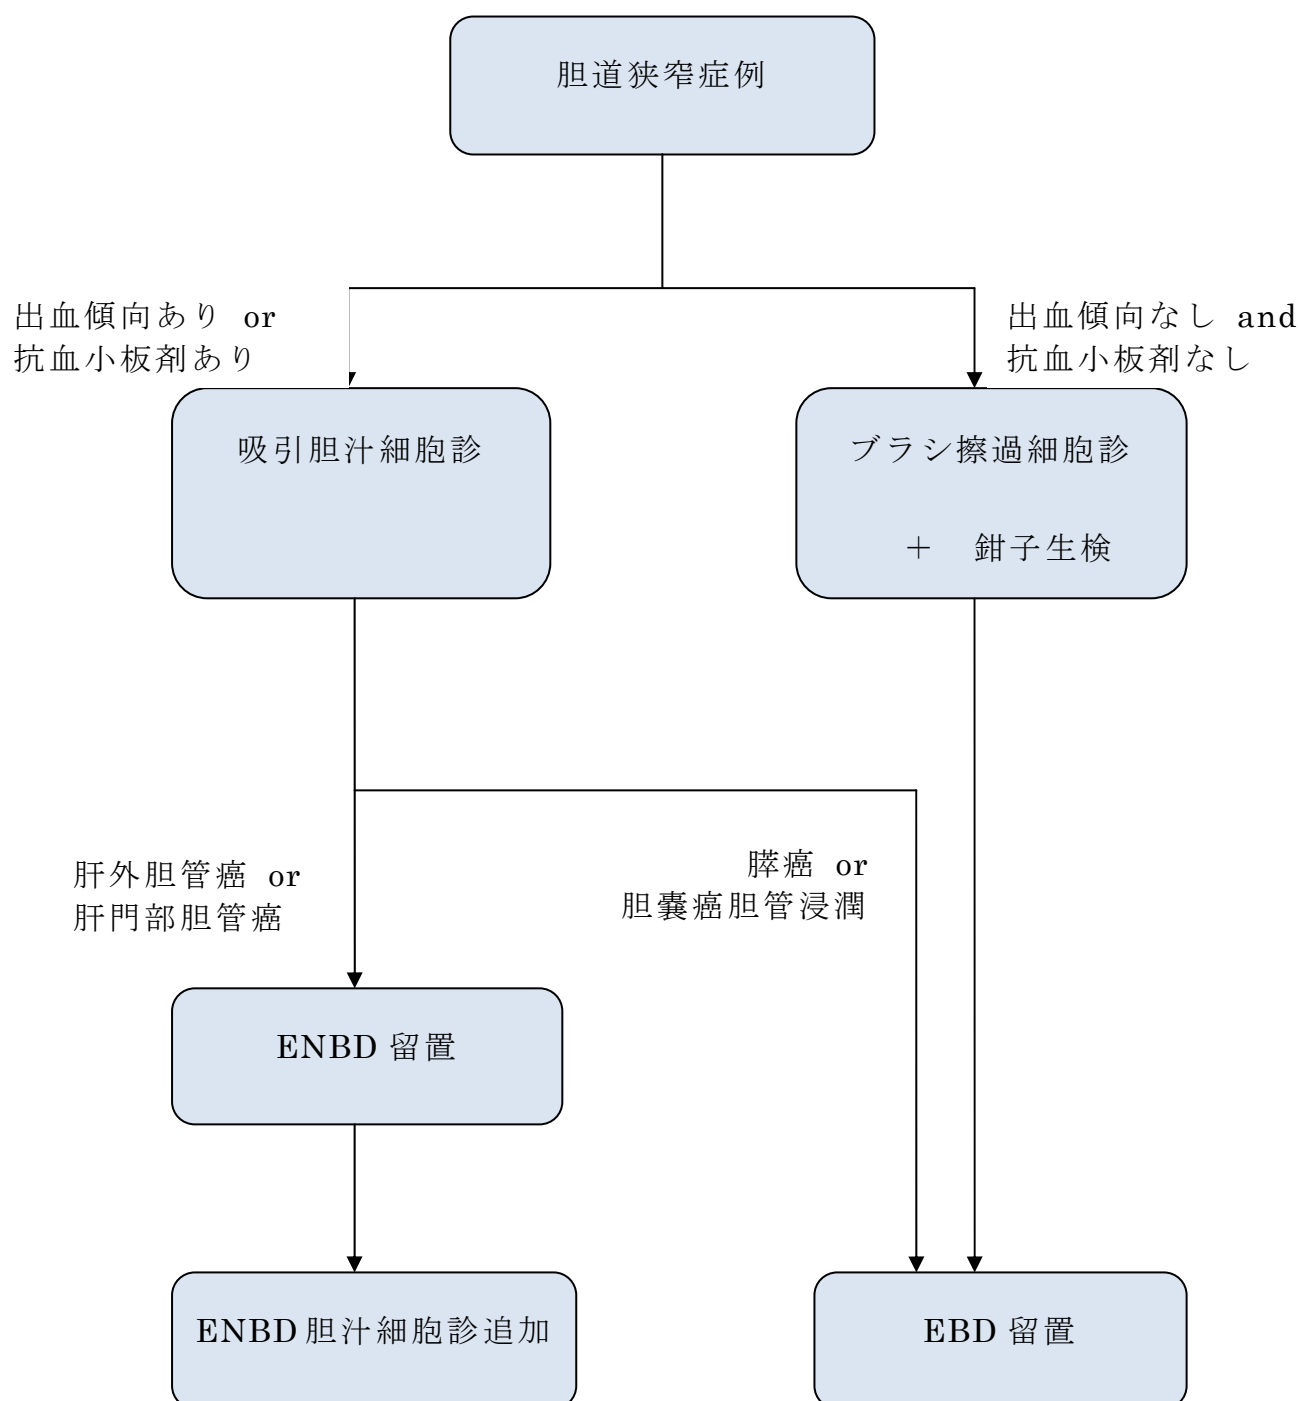 胆道狭窄症例
出血傾向あり or
抗血小板剤あり
出血傾向なし and
抗血小板剤なし
吸引胆汁細胞診
ブラシ擦過細胞診
＋ 鉗子生検
肝外胆管癌 or
肝門部胆管癌
膵癌 or
胆嚢癌胆管浸潤
ENBD 留置
ENBD 胆汁細胞診追加
EBD 留置